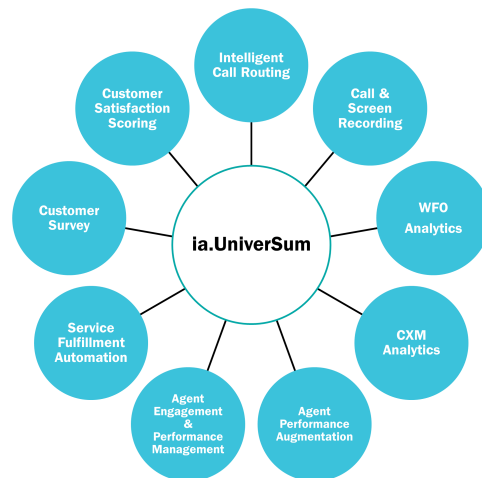 Intelligent
Call Routing
Call &
Screen
Recording
WFO
Analytics
CXM
Analytics
Agent
Performance
Augmentation
Agent
Engagement
&
Performance
Management
Service
Fulfillment
Automation
Customer
Survey
Customer
Satisfaction
Scoring
ia.UniverSum